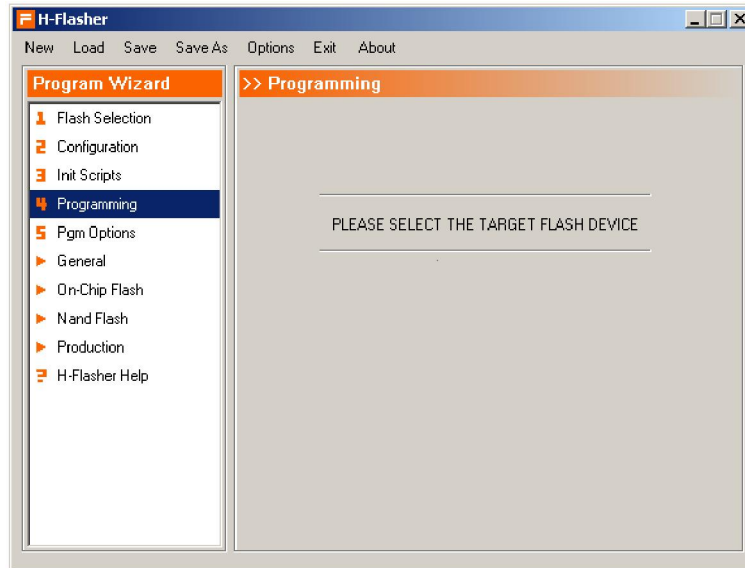 H-Flasher
New Load Save Save As Options Exit About
Program Wizard
1 Flash Selection
2 Configuration
3 Init Scripts
4 Programming
5 Pgm Options
General
On-Chip Flash
Nand Flash
Production
? H-Flasher Help
>> Programming
PLEASE SELECT THE TARGET FLASH DEVICE